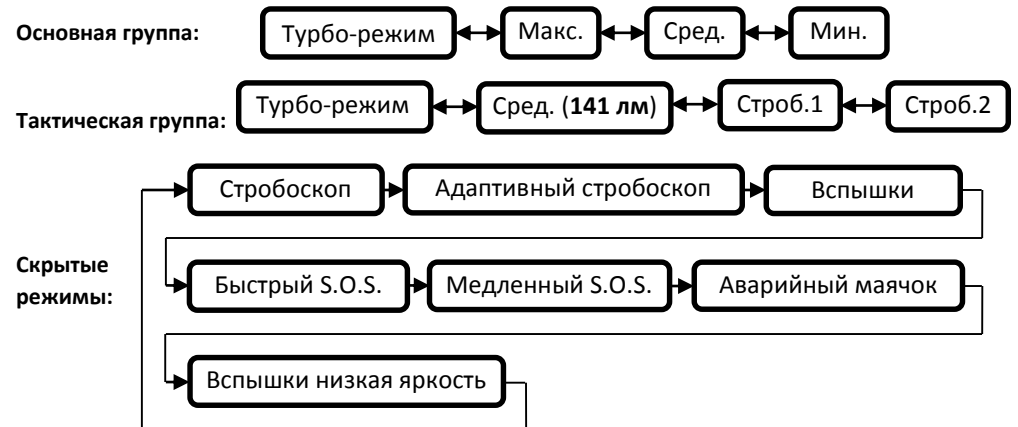 Основная группа: Турбо-режим Макс. Сред. Мин.
Тактическая группа: Турбо-режим Сред. (141 лм) Строб.1 Строб.2
Стробоскоп Адаптивный стробоскоп Вспышки
Скрытые
режимы:
Быстрый S.O.S. Медленный S.O.S. Аварийный маячок
Вспышки низкая яркость